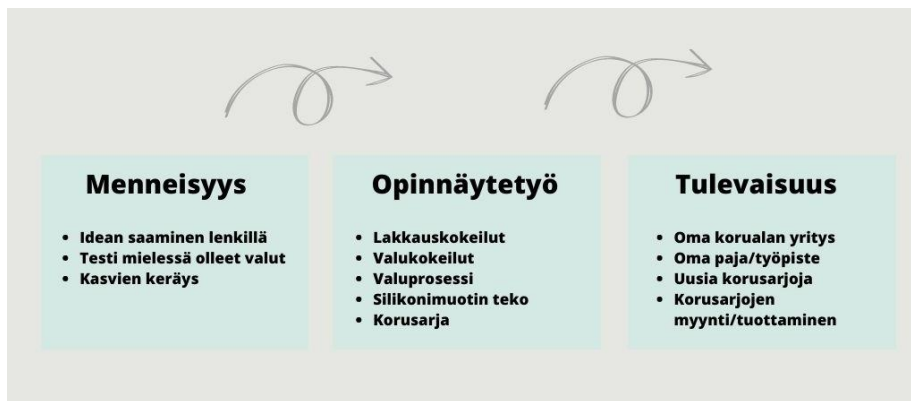 Menneisyys
• Idean saaminen lenkillä
• Testi mielessä olleet valut
• Kasvien keräys
Opinnäytetyö
• Lakkauskokeilut
• Valukokeilut
• Valuprosessi
• Silikonimuotin teko
• Korusarja
Tulevaisuus
• Oma korualan yritys
• Oma paja/työpiste
• Uusia korusarjoja
• Korusarjojen
myynti/tuottaminen